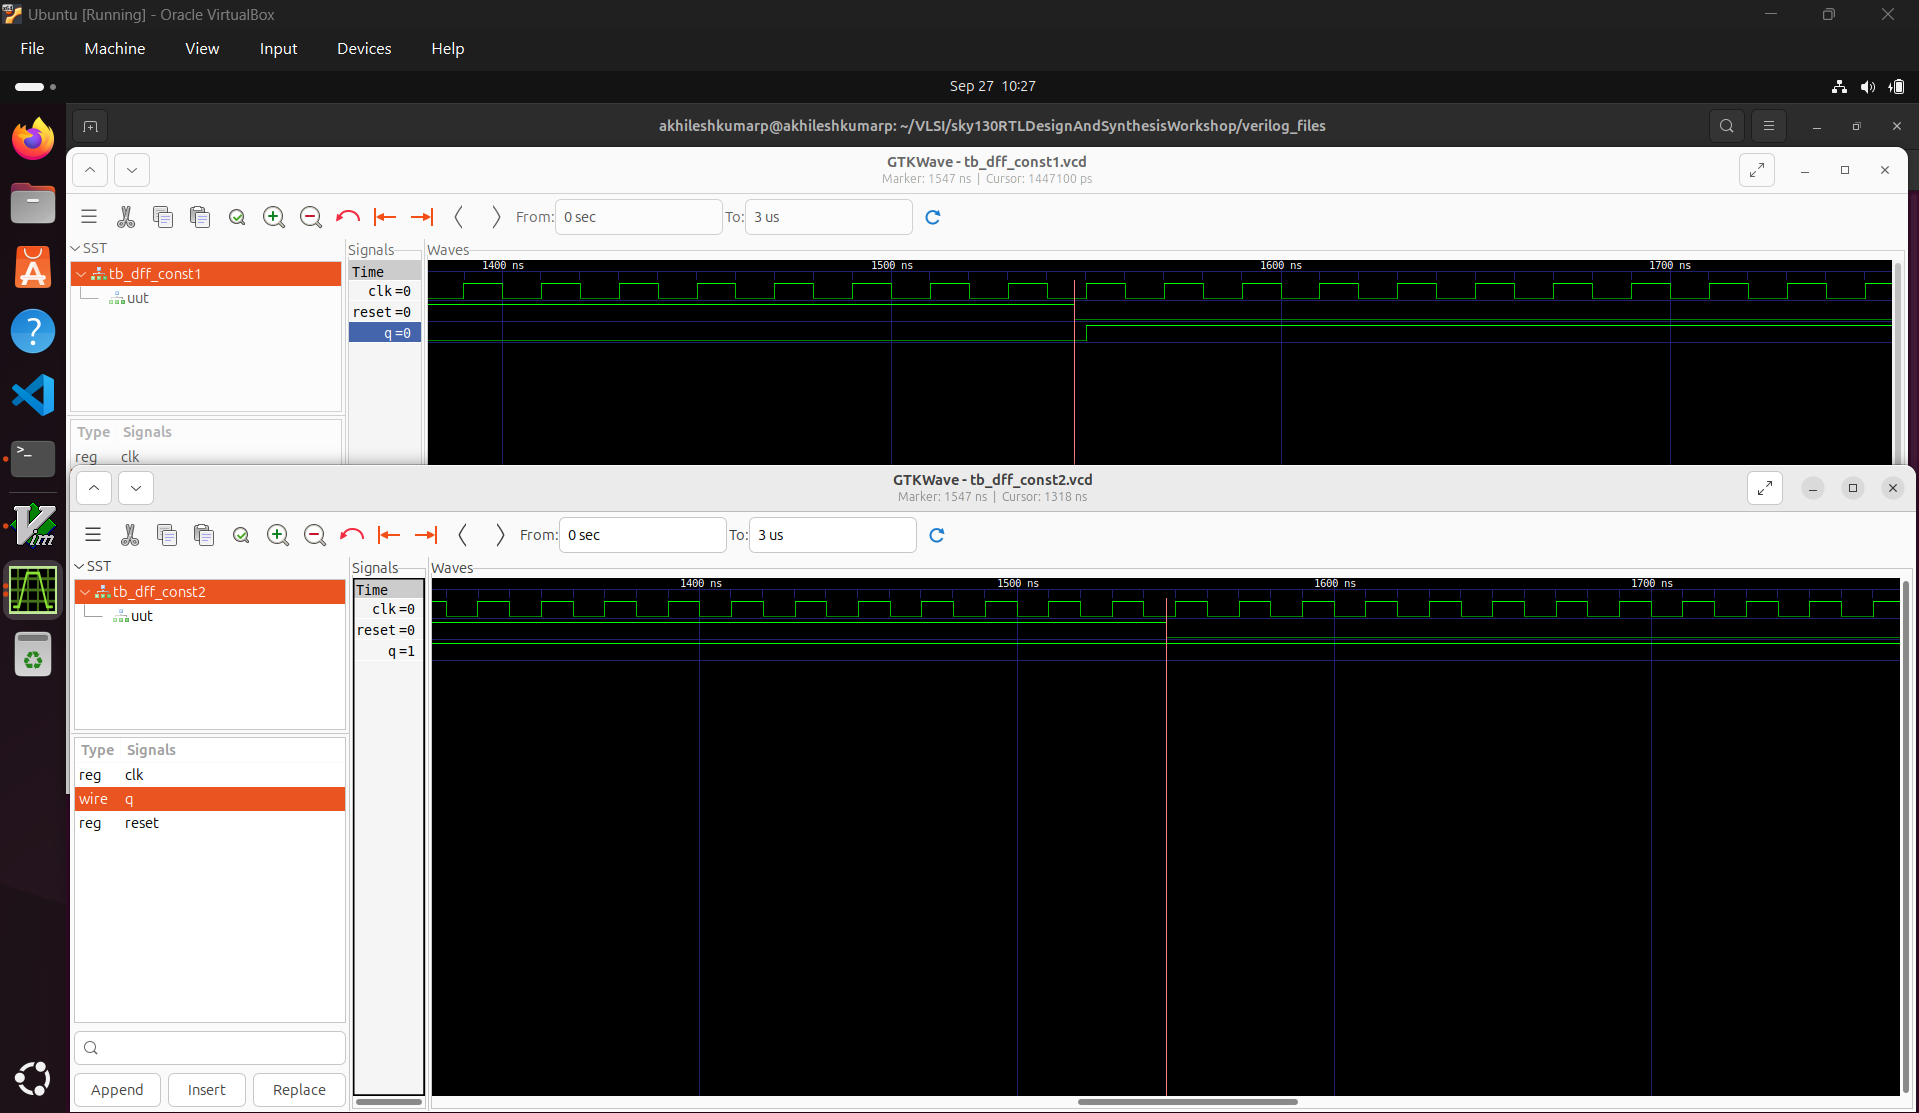 Ubuntu [Running] - Oracle VirtualBox
File Machine View Input Devices Help
Sep 27 10:27
akhileshkumarp@akhileshkumarp: ~/VLSI/sky130RTLDesignAndSynthesisWorkshop/verilog_files
GTKWave - tb_dff_const1.vcd
Marker: 1547 ns | Cursor: 1447100 ps
From: 0 sec To: 3 us
SST
Signals
Waves
tb_dff_const1
uut
Time
1400 ns 1500 ns 1600 ns 1700 ns
clk =0
reset =0
q =0
Type Signals
reg clk
GTKWave - tb_dff_const2.vcd
Marker: 1547 ns | Cursor: 1318 ns
From: 0 sec To: 3 us
SST
Signals
Waves
tb_dff_const2
uut
Time
1400 ns 1500 ns 1600 ns 1700 ns
clk =0
reset =0
q =1
Type Signals
reg clk
wire q
reg reset
Append Insert Replace